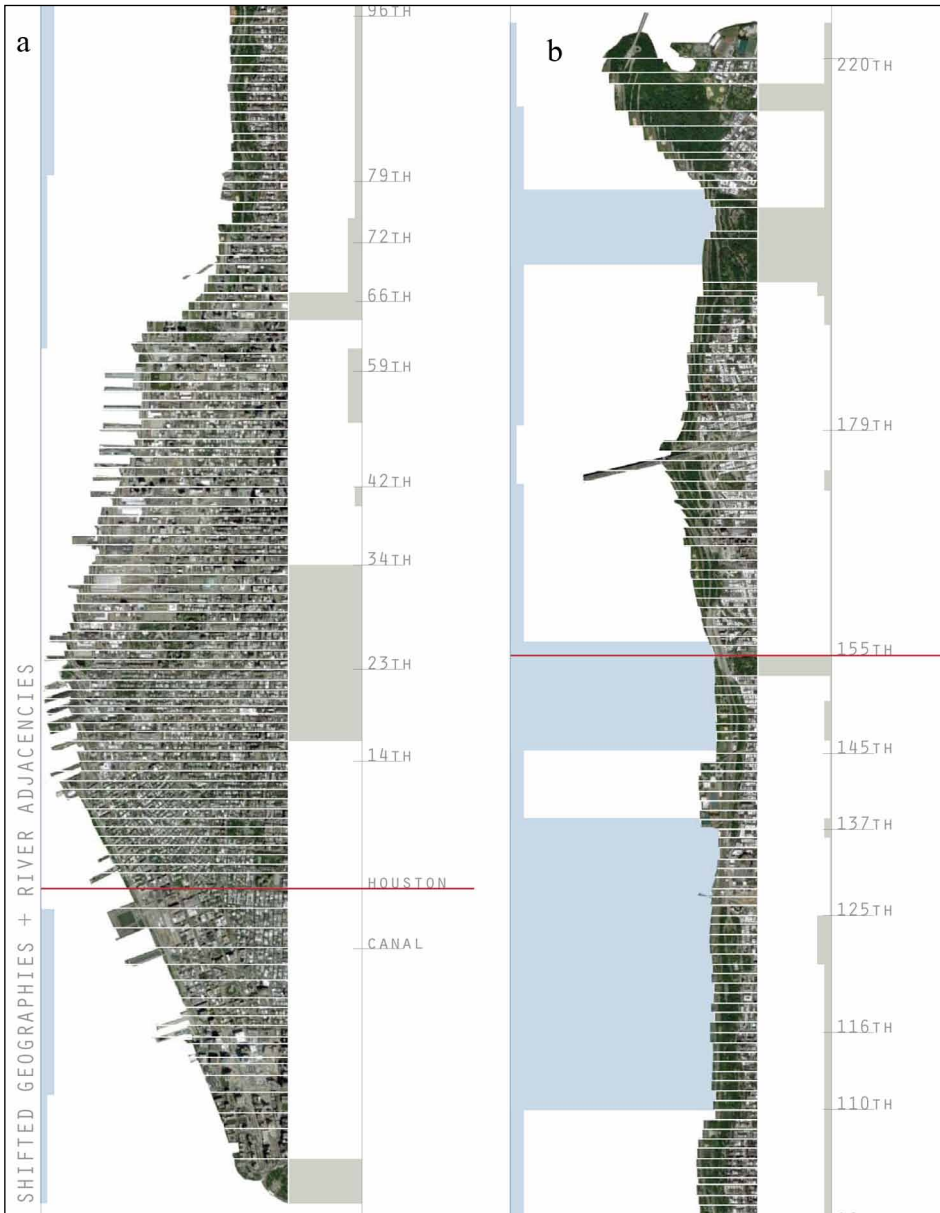 a
96TH
79TH
72TH
66TH
59TH
42TH
34TH
23TH
14TH
HOUSTON
CANAL
SHIFTED GEOGRAPHIES + RIVER ADJACENCIES
b
220TH
179TH
155TH
145TH
137TH
125TH
116TH
110TH